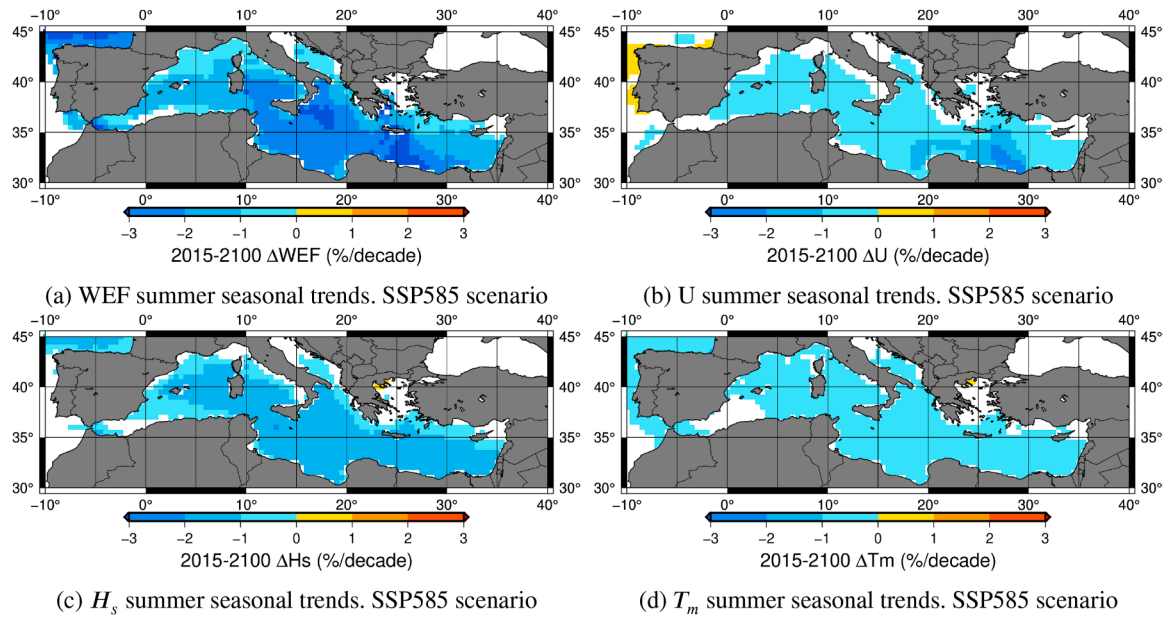 −10° 0° 10° 20° 30° 40°
45° 45°
40° 40°
35° 35°
30° 30°
−10° 0° 10° 20° 30° 40°
−3 −2 −1 0 1 2 3
2015-2100 ΔWEF (%/decade)
(a) WEF summer seasonal trends. SSP585 scenario
−10° 0° 10° 20° 30° 40°
45° 45°
40° 40°
35° 35°
30° 30°
−10° 0° 10° 20° 30° 40°
−3 −2 −1 0 1 2 3
2015-2100 ΔU (%/decade)
(b) U summer seasonal trends. SSP585 scenario
−10° 0° 10° 20° 30° 40°
45° 45°
40° 40°
35° 35°
30° 30°
−10° 0° 10° 20° 30° 40°
−3 −2 −1 0 1 2 3
2015-2100 ΔHs (%/decade)
(c) H_s summer seasonal trends. SSP585 scenario
−10° 0° 10° 20° 30° 40°
45° 45°
40° 40°
35° 35°
30° 30°
−10° 0° 10° 20° 30° 40°
−3 −2 −1 0 1 2 3
2015-2100 ΔTm (%/decade)
(d) T_m summer seasonal trends. SSP585 scenario